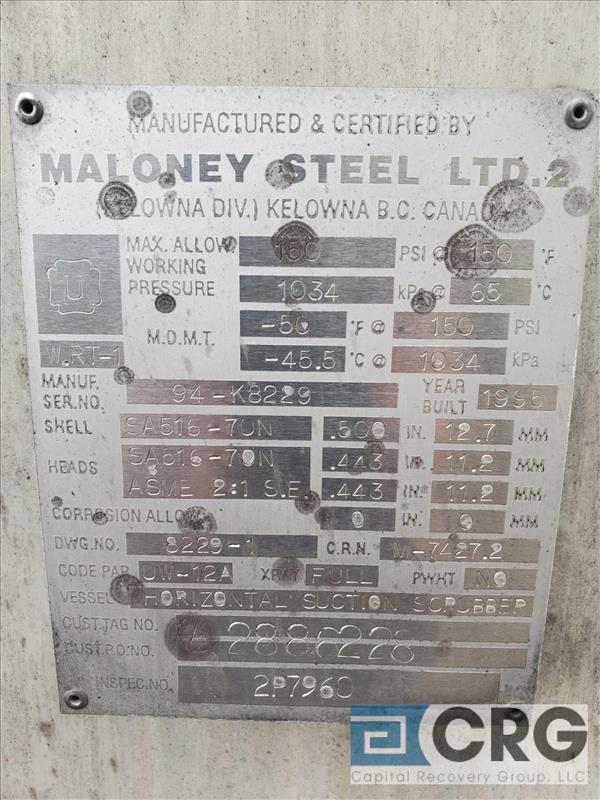 MANUFACTURED & CERTIFIED BY
MALONEY STEEL LTD.2
(KELOWNA DIV.) KELOWNA B.C. CANADA
U
W.RT-1
MAX. ALLOW. WORKING PRESSURE
150 PSI @ 150 °F
1034 kPa @ 65 °C
M.D.M.T. -50 °F @ 150 PSI
-45.5 °C @ 1034 kPa
MANUF. SER.NO. 94-K8229 YEAR BUILT 1995
SHELL SA516-70N .500 IN. 12.7 MM
HEADS SA516-70N .443 IN. 11.2 MM
ASME 2:1 S.E. .443 IN. 11.2 MM
CORROSION ALLOW. 0 IN. 0 MM
DWG.NO. 8229-1 C.R.N. M-7427.2
CODE PAR. UW-12A XRAY FULL PWHT NO
VESSEL HORIZONTAL SUCTION SCRUBBER
CUST.TAG NO.
CUST.P.O.NO. 2886228
INSPEC.NO. 2P7960
CRG
Capital Recovery Group, LLC